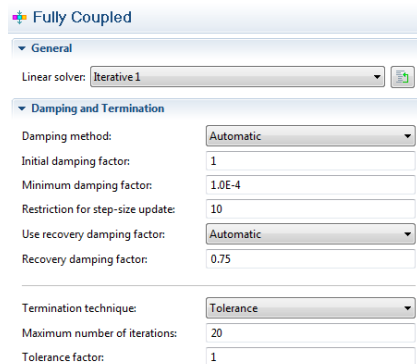 Fully Coupled
General
Linear solver: Iterative 1
Damping and Termination
Damping method: Automatic
Initial damping factor: 1
Minimum damping factor: 1.0E-4
Restriction for step-size update: 10
Use recovery damping factor: Automatic
Recovery damping factor: 0.75
Termination technique: Tolerance
Maximum number of iterations: 20
Tolerance factor: 1